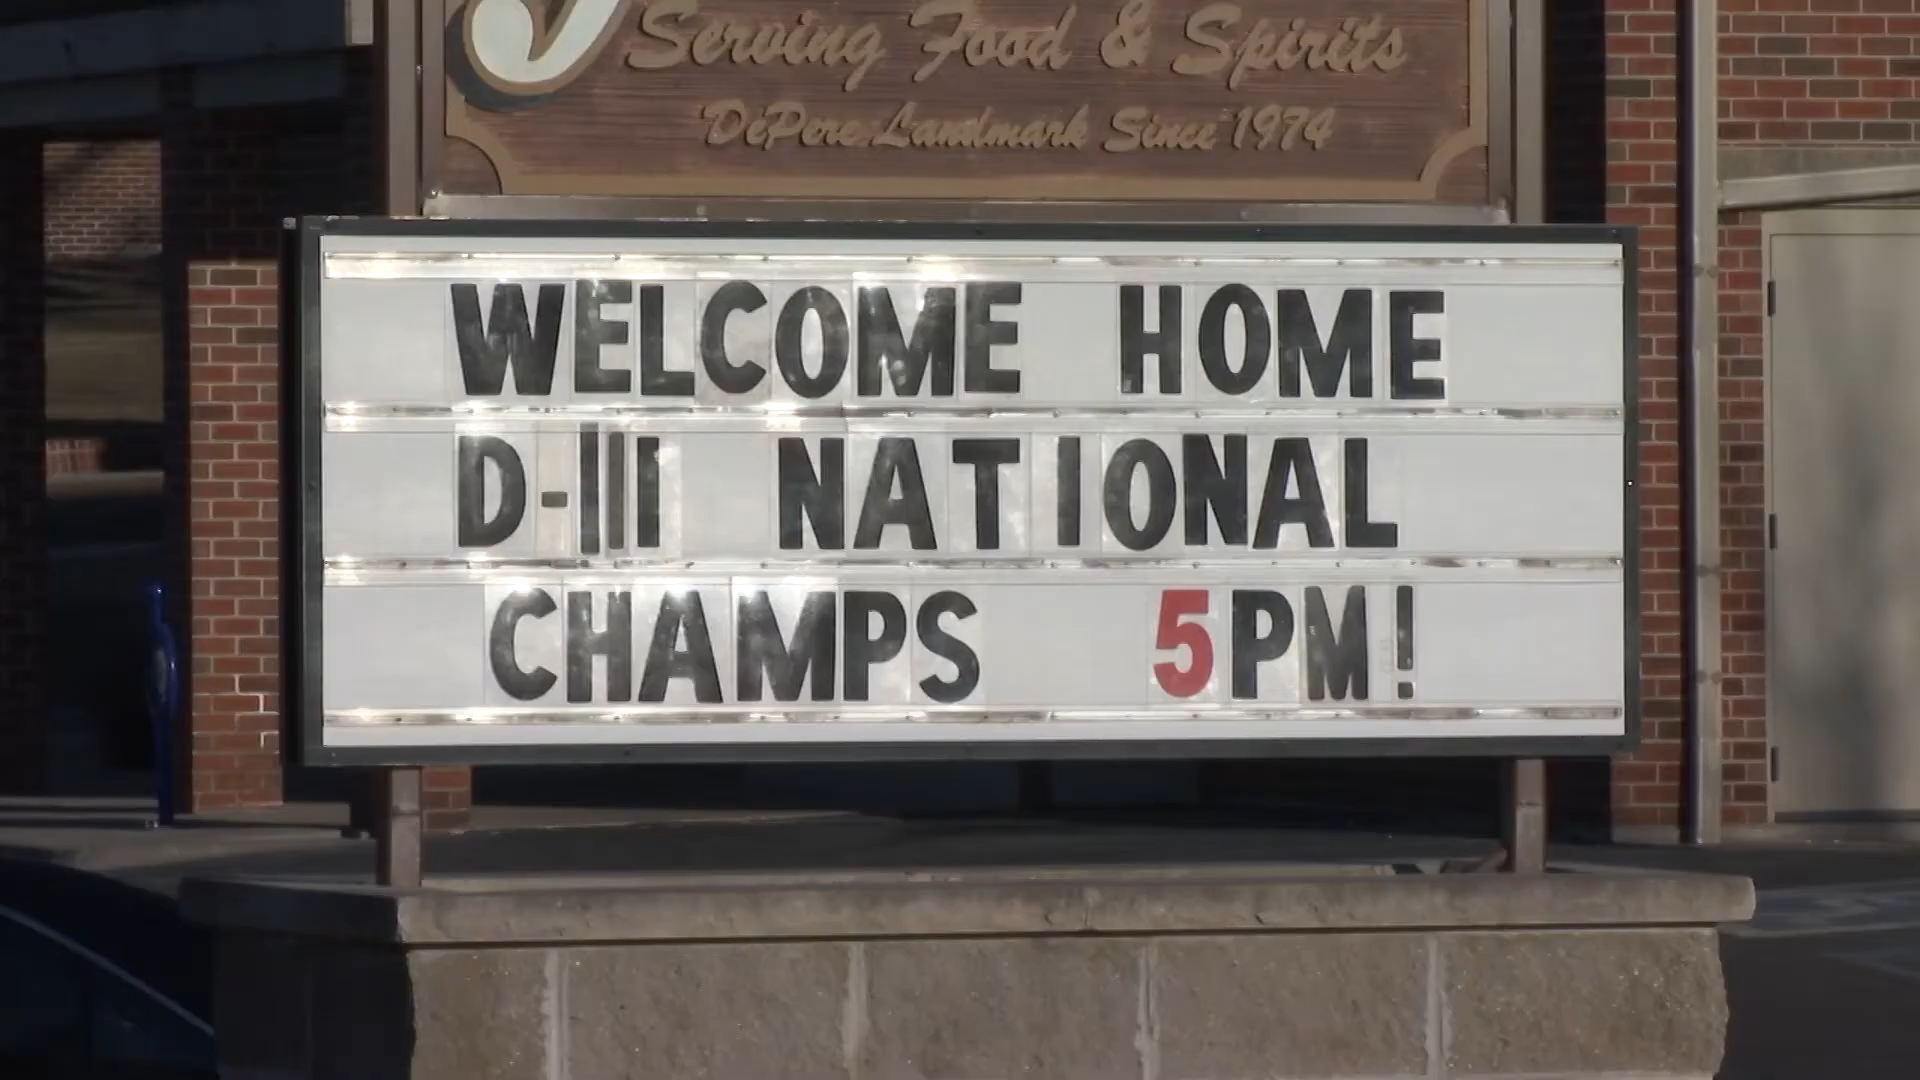 Serving Food & Spirits
DePere Landmark Since 1974
WELCOME HOME
D-III NATIONAL
CHAMPS 5PM!